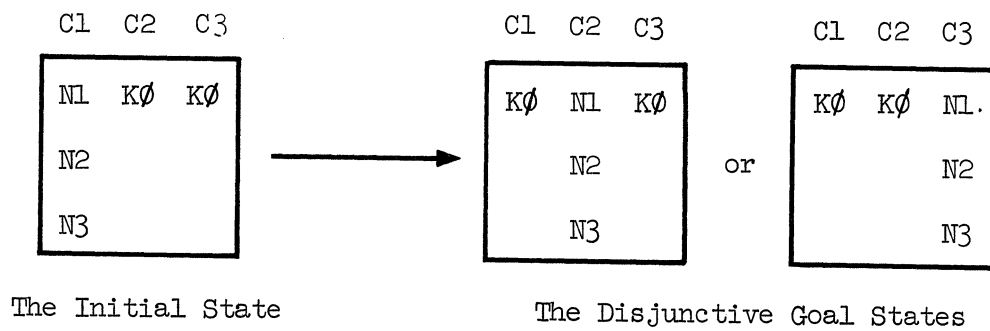 C1 C2 C3
N1 KØ KØ
N2
N3
The Initial State
C1 C2 C3
KØ N1 KØ
N2
N3
or
C1 C2 C3
KØ KØ N1.
N2
N3
The Disjunctive Goal States